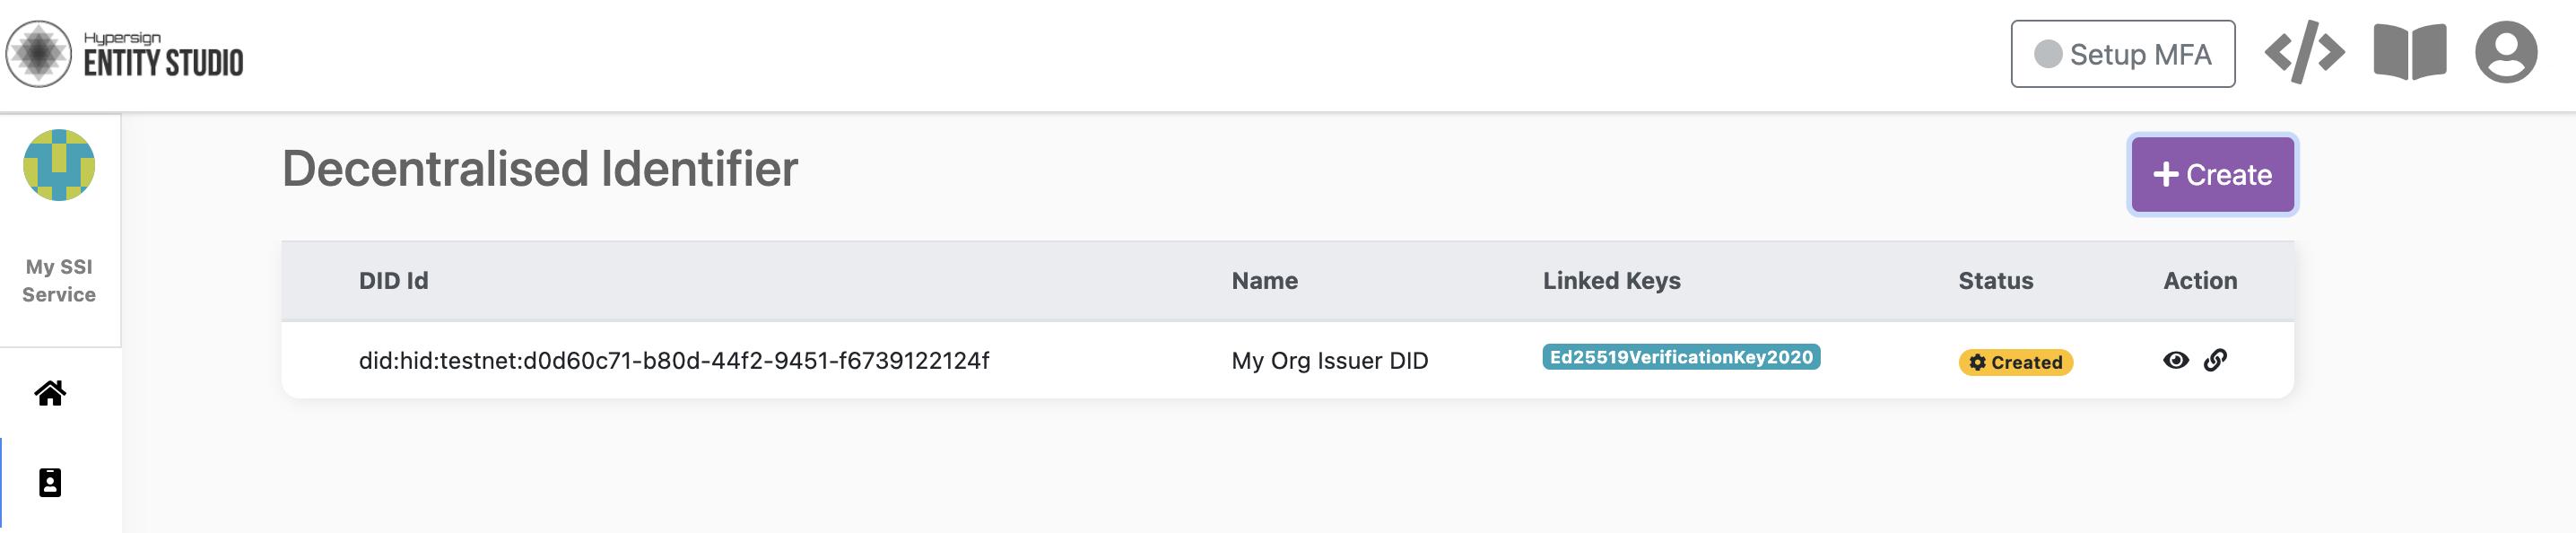 Hypersign
ENTITY STUDIO
Setup MFA
My SSI
Service
Decentralised Identifier
Create
DID Id Name Linked Keys Status Action
did:hid:testnet:d0d60c71-b80d-44f2-9451-f6739122124f My Org Issuer DID Ed25519VerificationKey2020 Created